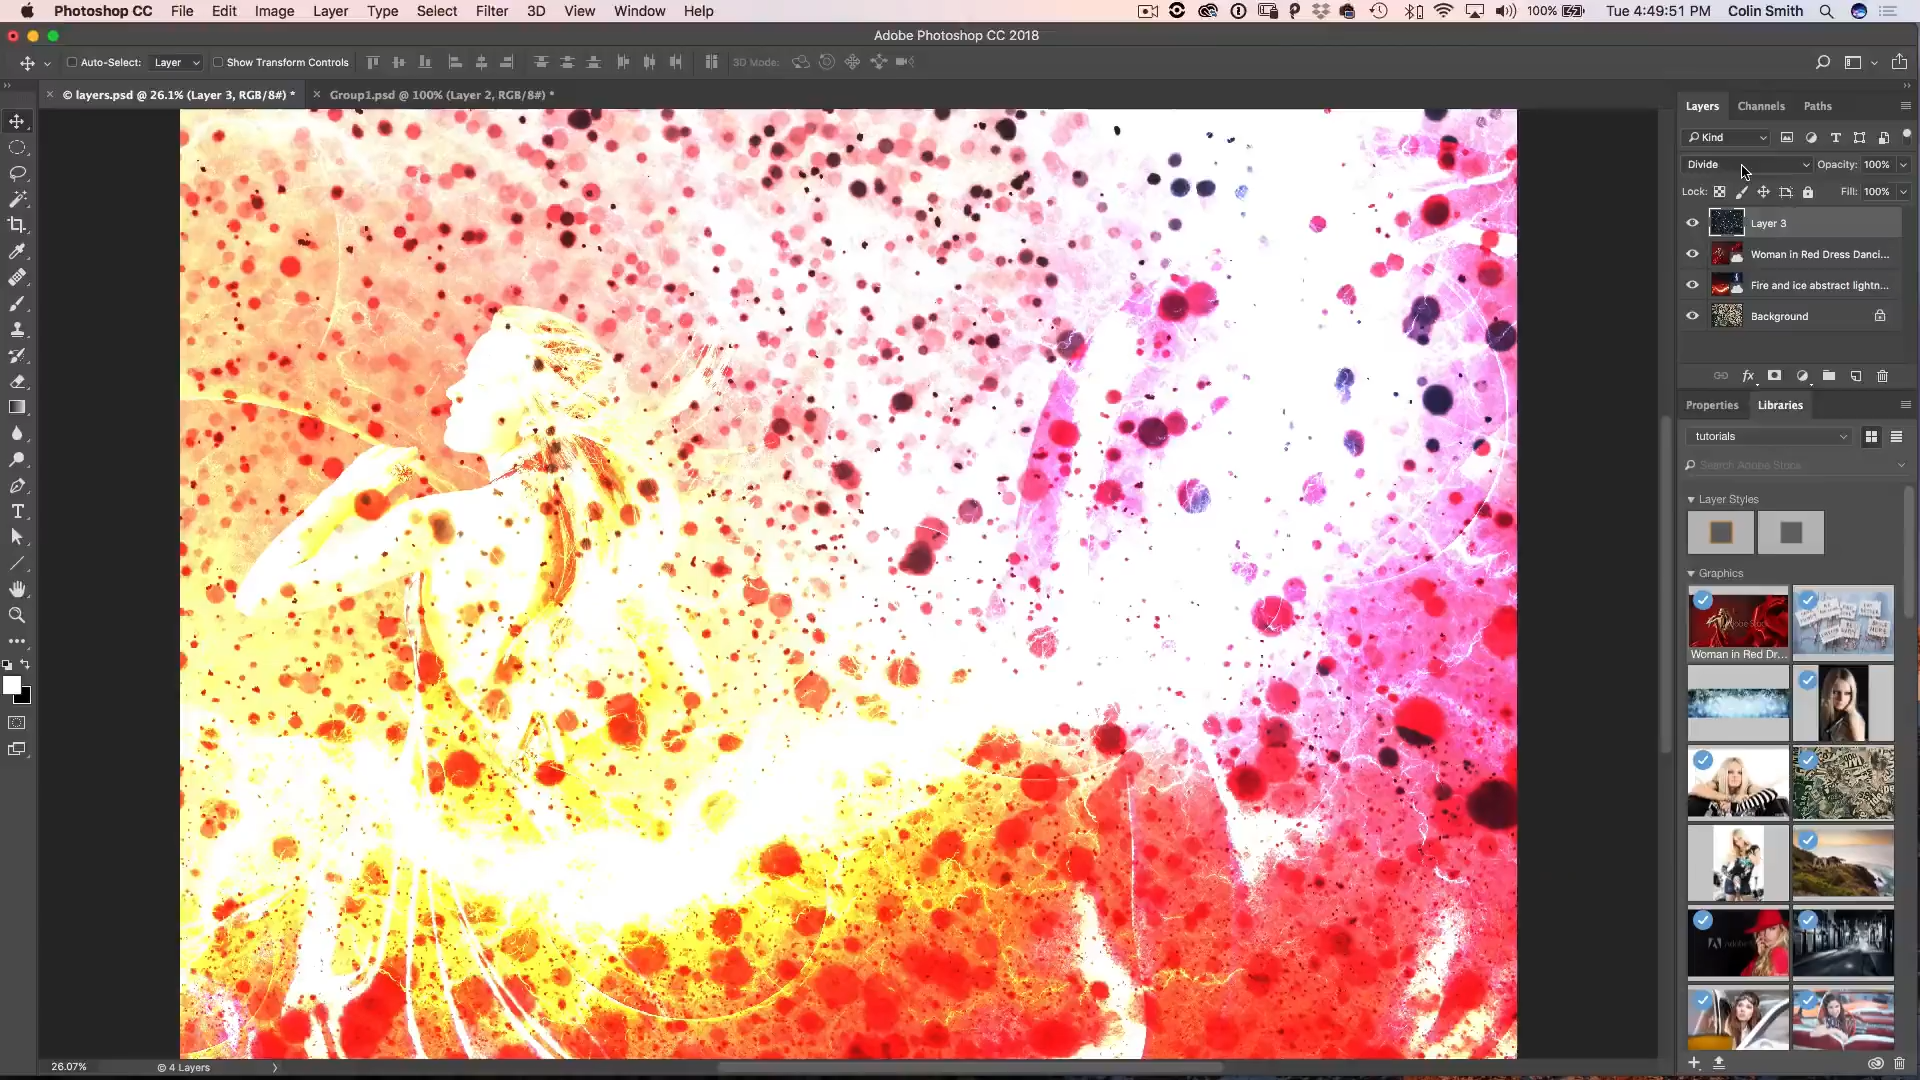 Photoshop CC File Edit Image Layer Type Select Filter 3D View Window Help 100% Tue 4:49:51 PM Colin Smith
Adobe Photoshop CC 2018
Auto-Select: Layer Show Transform Controls 3D Mode:
© layers.psd @ 26.1% (Layer 3, RGB/8#) * Group1.psd @ 100% (Layer 2, RGB/8#) *
Layers Channels Paths
Kind
Divide Opacity: 100%
Lock: Fill: 100%
Layer 3
Woman in Red Dress Danci...
Fire and ice abstract lightn...
Background
Properties Libraries
tutorials
Search Adobe Stock
Layer Styles
Graphics
Woman in Red Dr...
26.07% © 4 Layers